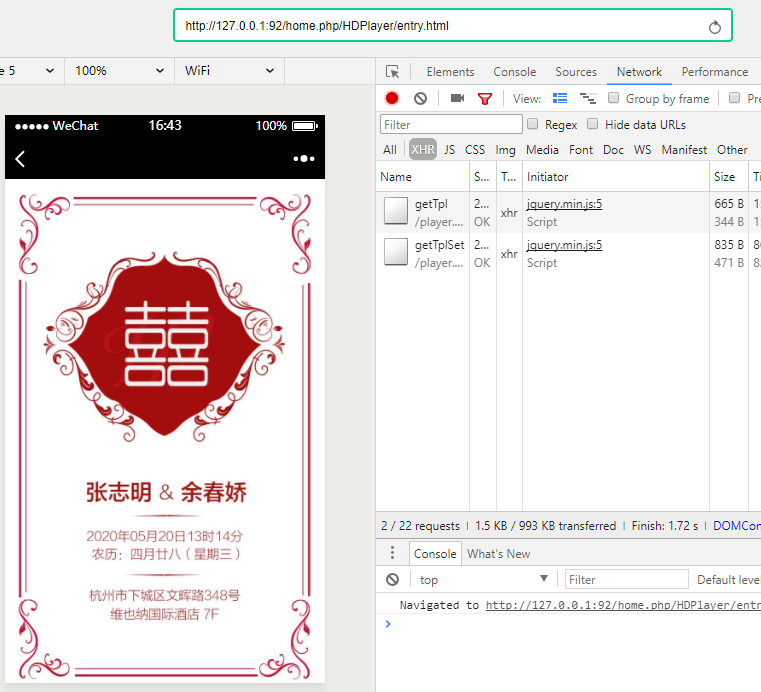 http://127.0.0.1:92/home.php/HDPlayer/entry.html
e 5 100% WiFi
WeChat 16:43 100%
囍
张志明 & 余春娇
2020年05月20日13时14分
农历：四月廿八（星期三）
杭州市下城区文晖路348号
维也纳国际酒店 7F
Elements Console Sources Network Performance
View: Group by frame Pre
Filter Regex Hide data URLs
All XHR JS CSS Img Media Font Doc WS Manifest Other
Name S... T... Initiator Size Ti
getTpl 2... xhr jquery.min.js:5 665 B
/player.... OK Script 344 B
getTplSet 2... xhr jquery.min.js:5 835 B
/player.... OK Script 471 B
2 / 22 requests | 1.5 KB / 993 KB transferred | Finish: 1.72 s | DOMCon
Console What's New
top Filter Default leve
Navigated to http://127.0.0.1:92/home.php/HDPlayer/entr